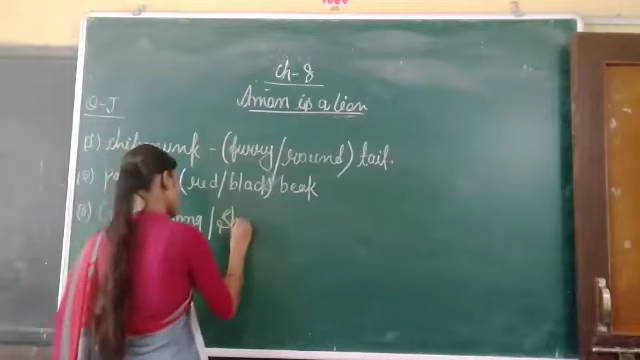 Ch-8
Aman is a lion
Q-I
(1) chipmunk - (furry/round) tail.
(2) (red/black) beak
(3)